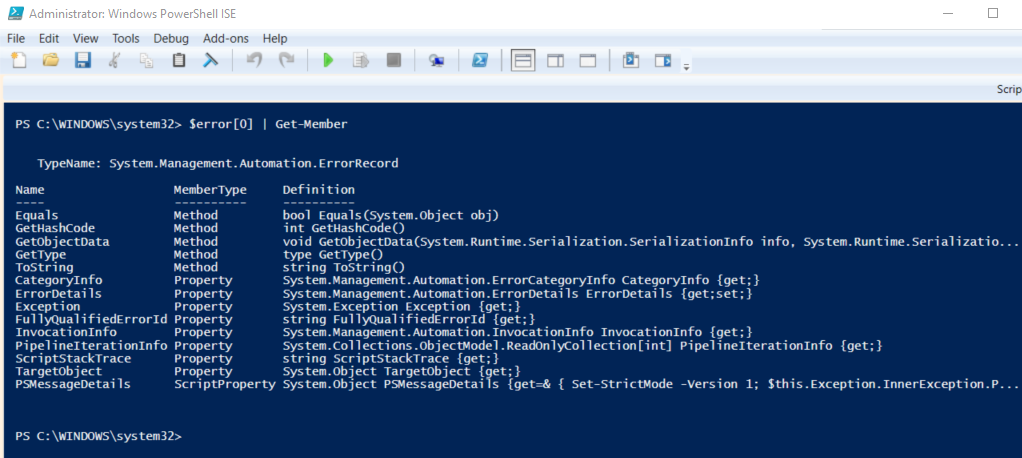 Administrator: Windows PowerShell ISE
File Edit View Tools Debug Add-ons Help
Scrip
PS C:\WINDOWS\system32> $error[0] | Get-Member
TypeName: System.Management.Automation.ErrorRecord
Name MemberType Definition
---- ---------- ----------
Equals Method bool Equals(System.Object obj)
GetHashCode Method int GetHashCode()
GetObjectData Method void GetObjectData(System.Runtime.Serialization.SerializationInfo info, System.Runtime.Serializatio...
GetType Method type GetType()
ToString Method string ToString()
CategoryInfo Property System.Management.Automation.ErrorCategoryInfo CategoryInfo {get;}
ErrorDetails Property System.Management.Automation.ErrorDetails ErrorDetails {get;set;}
Exception Property System.Exception Exception {get;}
FullyQualifiedErrorId Property string FullyQualifiedErrorId {get;}
InvocationInfo Property System.Management.Automation.InvocationInfo InvocationInfo {get;}
PipelineIterationInfo Property System.Collections.ObjectModel.ReadOnlyCollection[int] PipelineIterationInfo {get;}
ScriptStackTrace Property string ScriptStackTrace {get;}
TargetObject Property System.Object TargetObject {get;}
PSMessageDetails ScriptProperty System.Object PSMessageDetails {get=& { Set-StrictMode -Version 1; $this.Exception.InnerException.P...
PS C:\WINDOWS\system32>